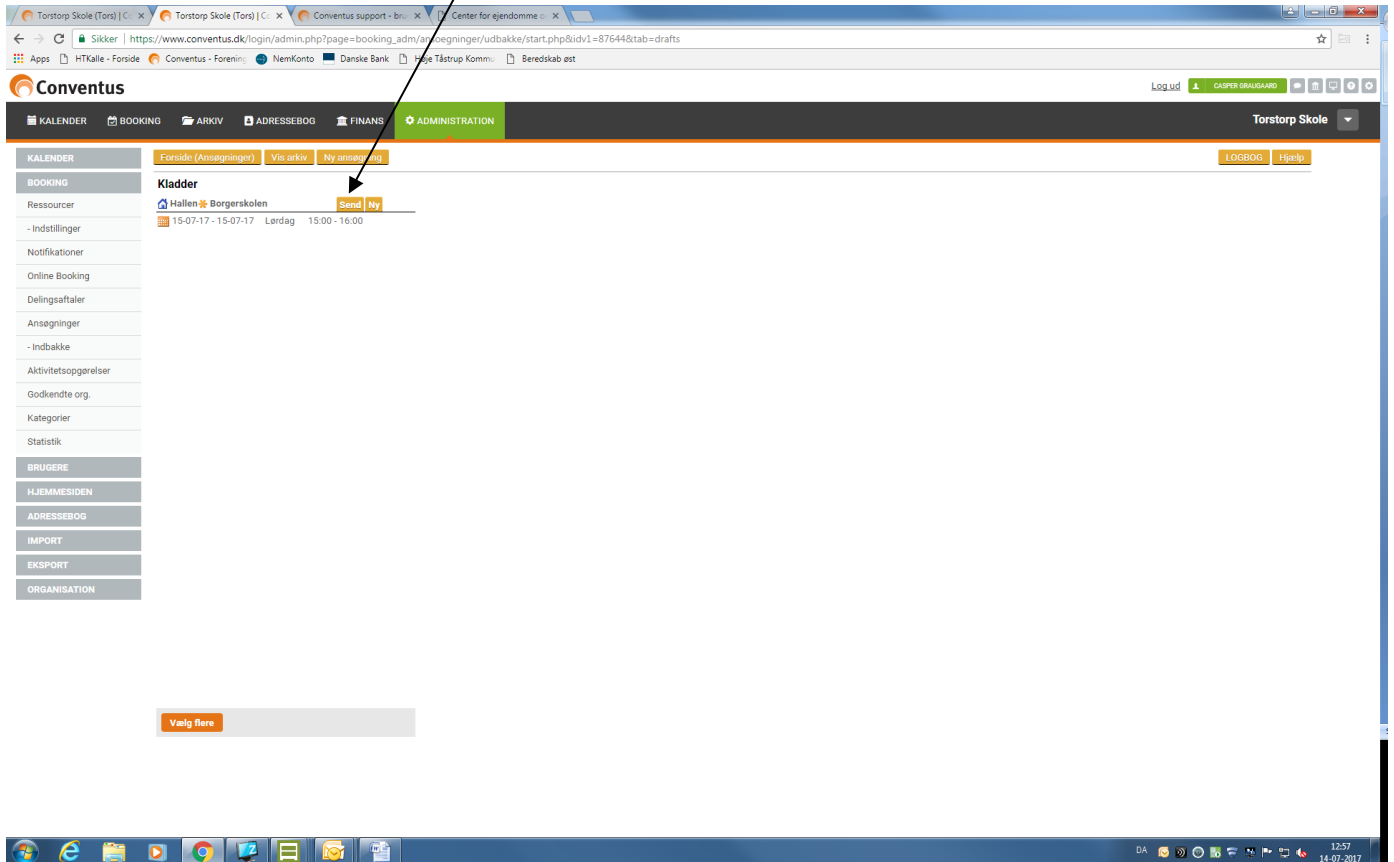 Torstorp Skole (Tors) | Co
Torstorp Skole (Tors) | Co
Conventus support - bru
Center for ejendomme o
Sikker https://www.conventus.dk/login/admin.php?page=booking_adm/ansoegninger/udbakke/start.php&idv1=87644&tab=drafts
Apps HTKalle - Forside Conventus - Forening NemKonto Danske Bank Høje Tåstrup Kommu Beredskab øst
Conventus
Log ud CASPER GRAUGAARD
KALENDER BOOKING ARKIV ADRESSEBOG FINANS ADMINISTRATION Torstorp Skole
KALENDER
BOOKING
Ressourcer
- Indstillinger
Notifikationer
Online Booking
Delingsaftaler
Ansøgninger
- Indbakke
Aktivitetsopgørelser
Godkendte org.
Kategorier
Statistik
BRUGERE
HJEMMESIDEN
ADRESSEBOG
IMPORT
EKSPORT
ORGANISATION
Forside (Ansøgninger) Vis arkiv Ny ansøgning LOGBOG Hjælp
Kladder
Hallen Borgerskolen Send Ny
15-07-17 - 15-07-17 Lørdag 15:00 - 16:00
Vælg flere
DA 12:57
14-07-2017